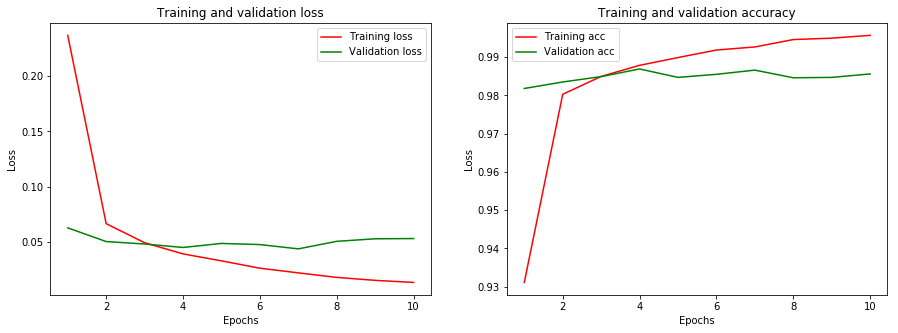 Training and validation loss
Training loss
Validation loss
0.20
0.15
0.10
0.05
Loss
2
4
6
8
10
Epochs
Training and validation accuracy
Training acc
Validation acc
0.99
0.98
0.97
0.96
0.95
0.94
0.93
Loss
2
4
6
8
10
Epochs